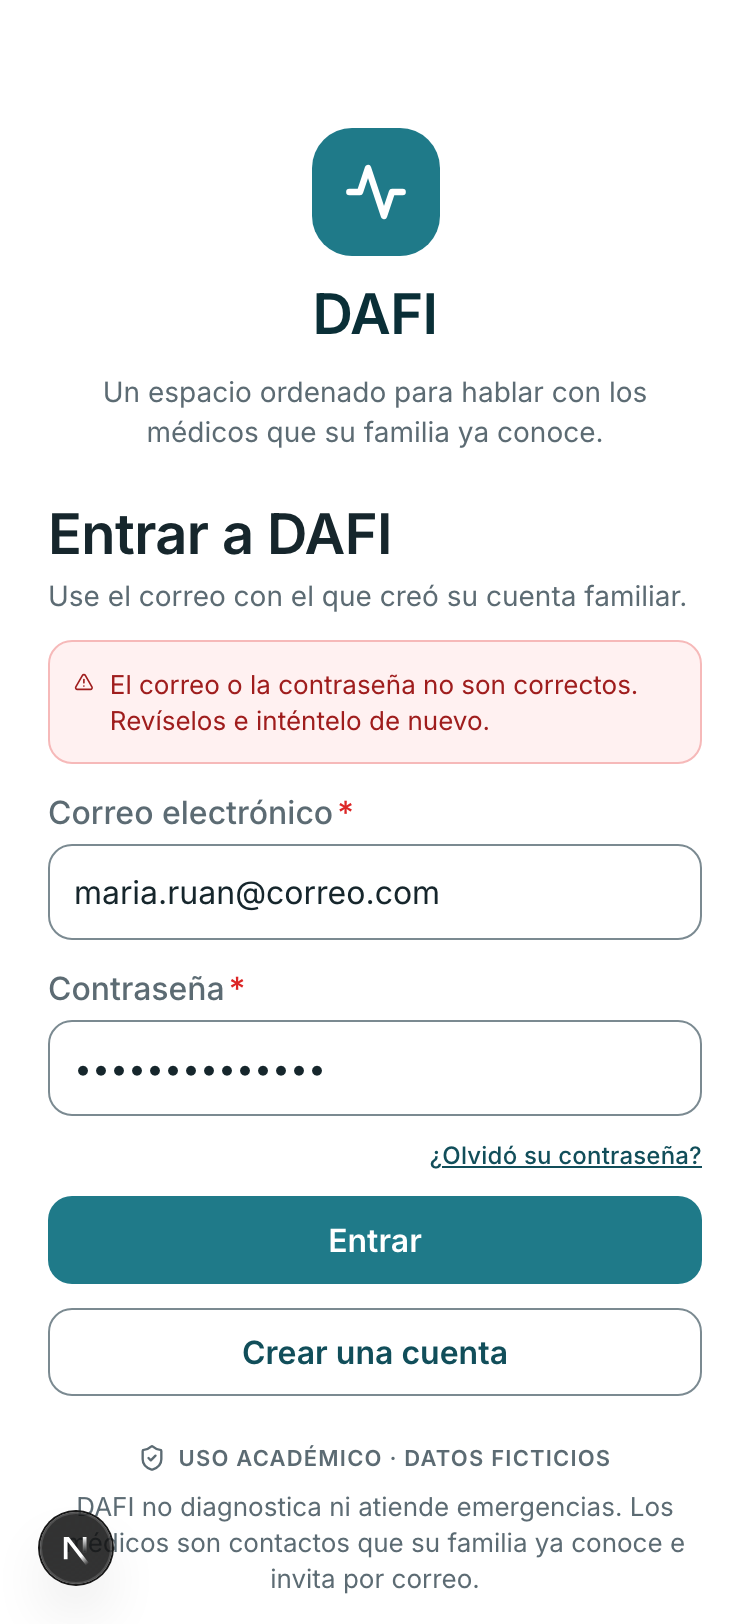 DAFI
Un espacio ordenado para hablar con los
médicos que su familia ya conoce.
Entrar a DAFI
Use el correo con el que creó su cuenta familiar.
El correo o la contraseña no son correctos.
Revíselos e inténtelo de nuevo.
Correo electrónico *
maria.ruan@correo.com
Contraseña *
••••••••••••••
¿Olvidó su contraseña?
Entrar
Crear una cuenta
USO ACADÉMICO · DATOS FICTICIOS
DAFI no diagnostica ni atiende emergencias. Los
médicos son contactos que su familia ya conoce e
invita por correo.
N